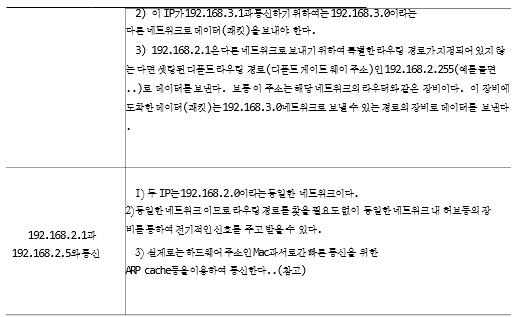 2) 이 IP가 192.168.3.1과 통신하기 위하여는 192.168.3.0이라는
다른 네트워크로 데이터(패킷)을 보내야 한다.
3) 192.168.2.1은 다른 네트워크로 보내기 위하여 특별한 라우팅 경로가 지정되어 있지 않
는 다면 셋팅된 디폴트 라우팅 경로(디폴트 게이트 웨이 주소)인 192.168.2.255(예를 들면
..)로 데이터를 보낸다. 보통 이 주소는 해당 네트워크의 라우터와 같은 장비이다. 이 장비에
도착한 데이터(패킷)는 192.168.3.0네트워크로 보낼 수 있는 경로의 장비로 데이터를 보낸다
.
1) 두 IP는 192.168.2.0이라는 동일한 네트워크이다.
2)동일한 네트워크 이므로 라우팅 경로를 찾을 필요도 없이 동일한 네트워크 내 허브등의 장
비를 통하여 전기적인 신호를 주고 받을 수 있다.
192.168.2.1과
192.168.2.5와 통신
3) 실제로는 하드웨어 주소인 Mac과 서로간 빠른 통신을 위한
ARP cache등을 이용하여 통신한다..(참고)